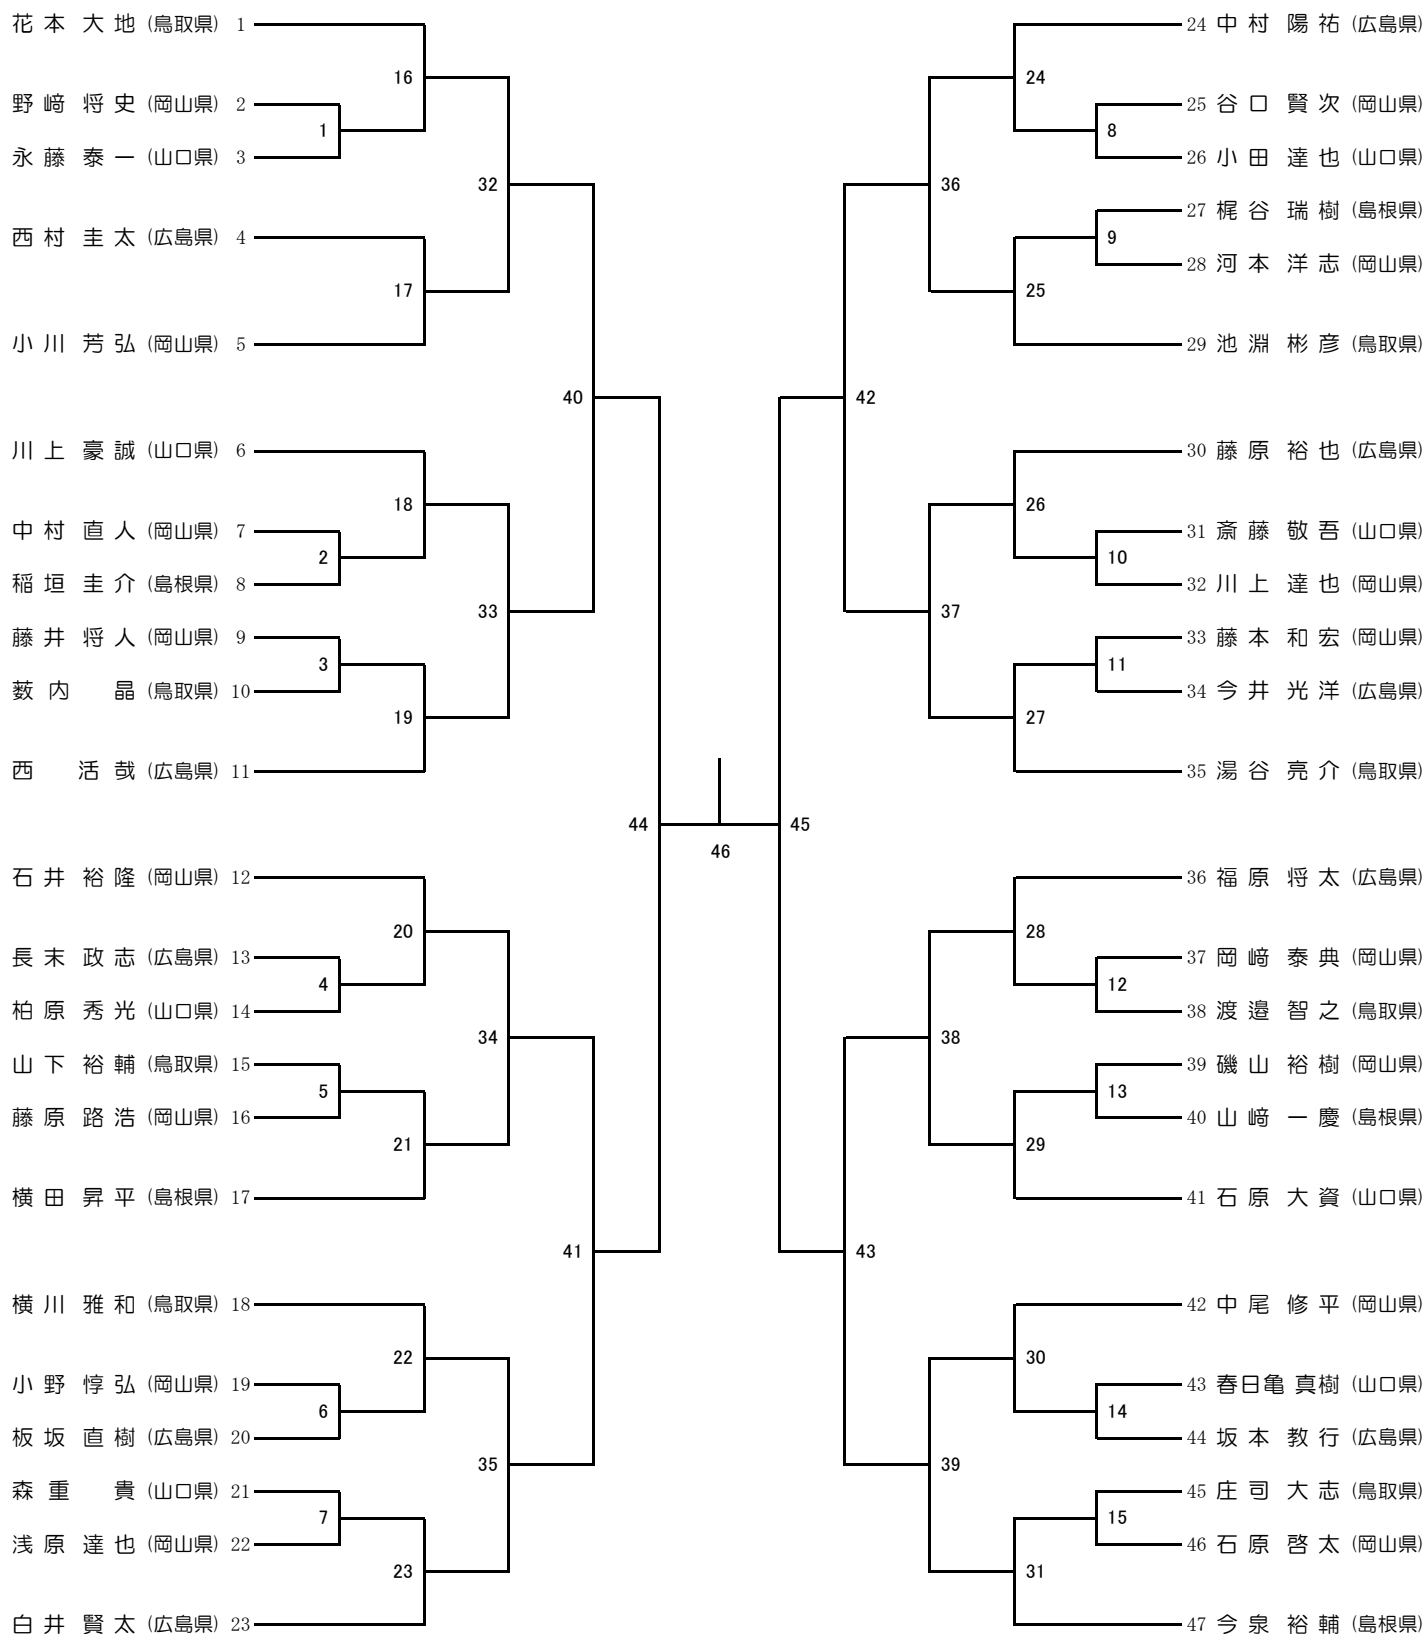 花本 大地 (鳥取県) 1
16
野﨑 将史 (岡山県) 2
1
永藤 泰一 (山口県) 3
32
西村 圭太 (広島県) 4
17
小川 芳弘 (岡山県) 5
40
川上 豪誠 (山口県) 6
18
中村 直人 (岡山県) 7
2
稲垣 圭介 (島根県) 8
33
藤井 将人 (岡山県) 9
3
薮内 晶 (鳥取県) 10
19
西 活哉 (広島県) 11
44
石井 裕隆 (岡山県) 12
20
長末 政志 (広島県) 13
4
柏原 秀光 (山口県) 14
34
山下 裕輔 (鳥取県) 15
5
藤原 路浩 (岡山県) 16
21
横田 昇平 (島根県) 17
41
横川 雅和 (鳥取県) 18
22
小野 惇弘 (岡山県) 19
6
板坂 直樹 (広島県) 20
35
森重 貴 (山口県) 21
7
浅原 達也 (岡山県) 22
23
白井 賢太 (広島県) 23
46
24 中村 陽祐 (広島県)
24
25 谷口 賢次 (岡山県)
8
26 小田 達也 (山口県)
36
27 梶谷 瑞樹 (島根県)
9
28 河本 洋志 (岡山県)
25
29 池淵 彬彦 (鳥取県)
42
30 藤原 裕也 (広島県)
26
31 斎藤 敬吾 (山口県)
10
32 川上 達也 (岡山県)
37
33 藤本 和宏 (岡山県)
11
34 今井 光洋 (広島県)
27
35 湯谷 亮介 (鳥取県)
45
36 福原 将太 (広島県)
28
37 岡﨑 泰典 (岡山県)
12
38 渡邉 智之 (鳥取県)
38
39 磯山 裕樹 (岡山県)
13
40 山﨑 一慶 (島根県)
29
41 石原 大資 (山口県)
43
42 中尾 修平 (岡山県)
30
43 春日亀 真樹 (山口県)
14
44 坂本 教行 (広島県)
39
45 庄司 大志 (鳥取県)
15
46 石原 啓太 (岡山県)
31
47 今泉 裕輔 (島根県)